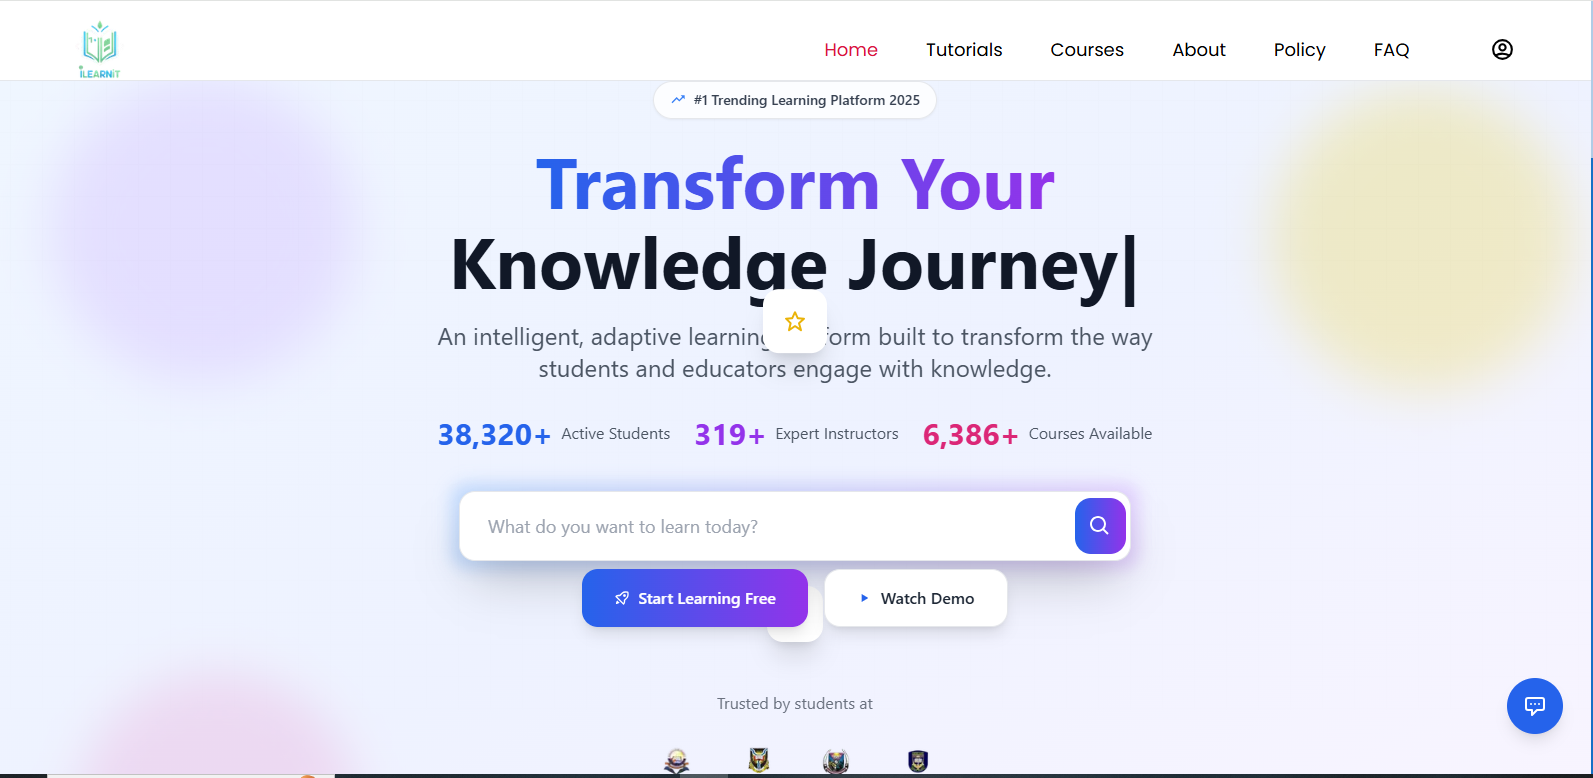 iLEARNiT
Home
Tutorials
Courses
About
Policy
FAQ
#1 Trending Learning Platform 2025
Transform Your
Knowledge Journey|
An intelligent, adaptive learning form built to transform the way
students and educators engage with knowledge.
38,320+ Active Students
319+ Expert Instructors
6,386+ Courses Available
What do you want to learn today?
Start Learning Free
Watch Demo
Trusted by students at